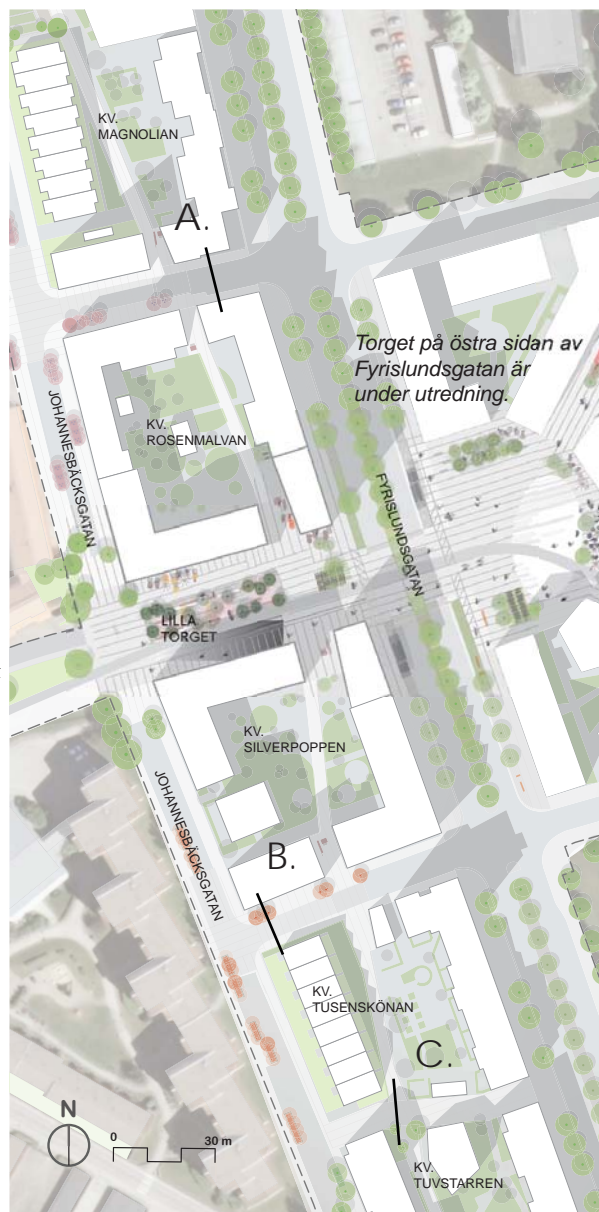 KV.
MAGNOLIAN
A.
Torget på östra sidan av
Fyrislundsgatan är
under utredning.
JOHANNESBÄCKSGATAN
KV.
ROSENMALVAN
FYRISLUNDSGATAN
LILLA
TORGET
KV.
SILVERPOPPEN
JOHANNESBÄCKSGATAN
B.
KV.
TUSENSKÖNAN
C.
N
0 30 m
KV.
TUVSTARREN